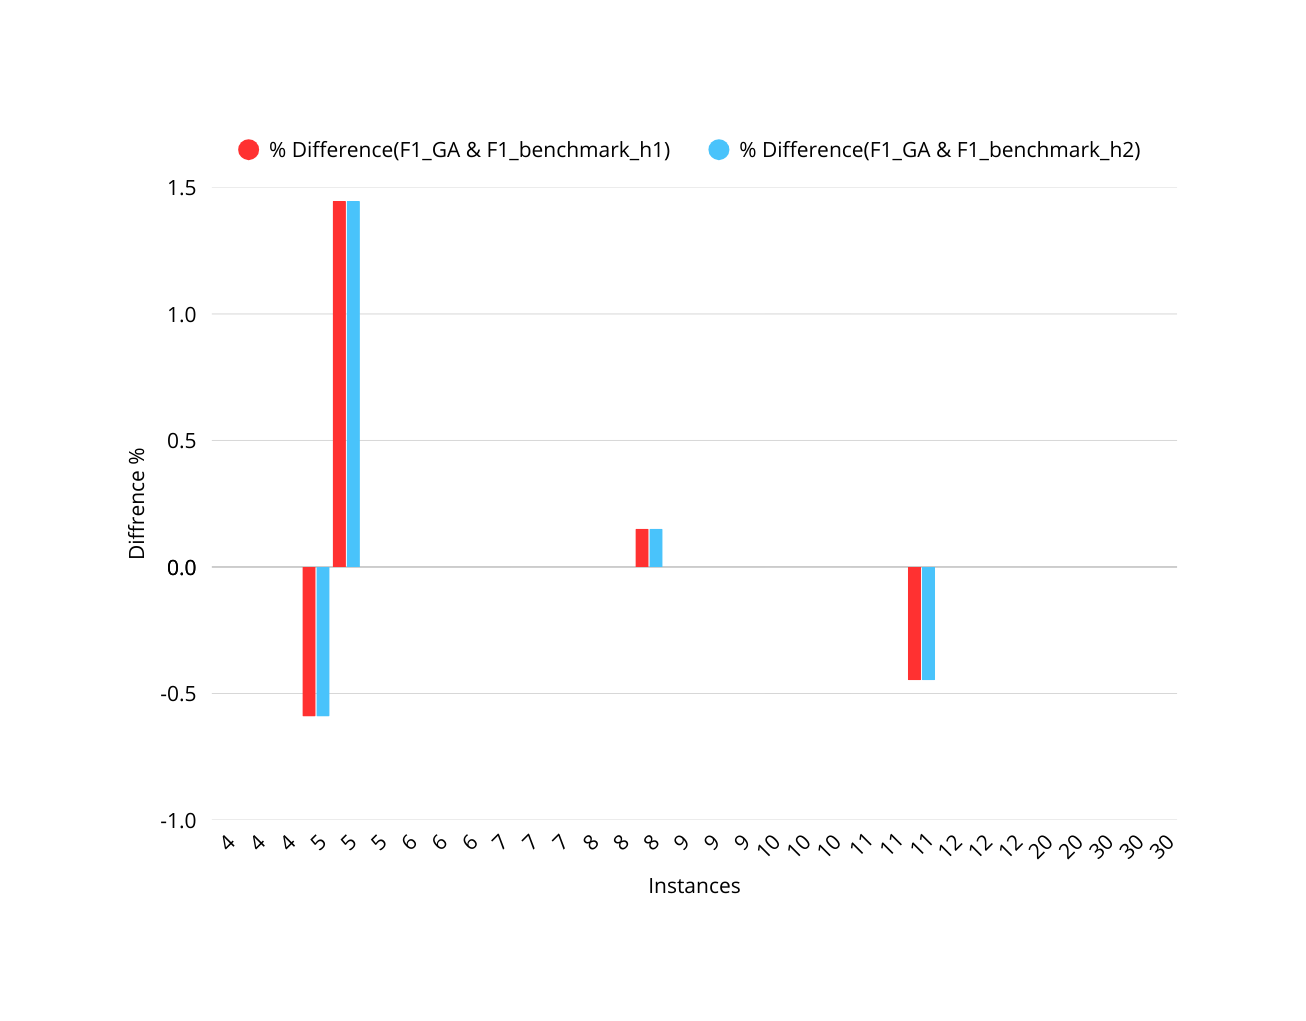 % Difference(F1_GA & F1_benchmark_h1) % Difference(F1_GA & F1_benchmark_h2)
1.5
1.0
0.5
0.0
-0.5
-1.0
Diffrence %
4 4 4 5 5 5 6 6 6 7 7 7 8 8 8 9 9 9 10 10 10 11 11 11 12 12 12 20 20 30 30 30
Instances